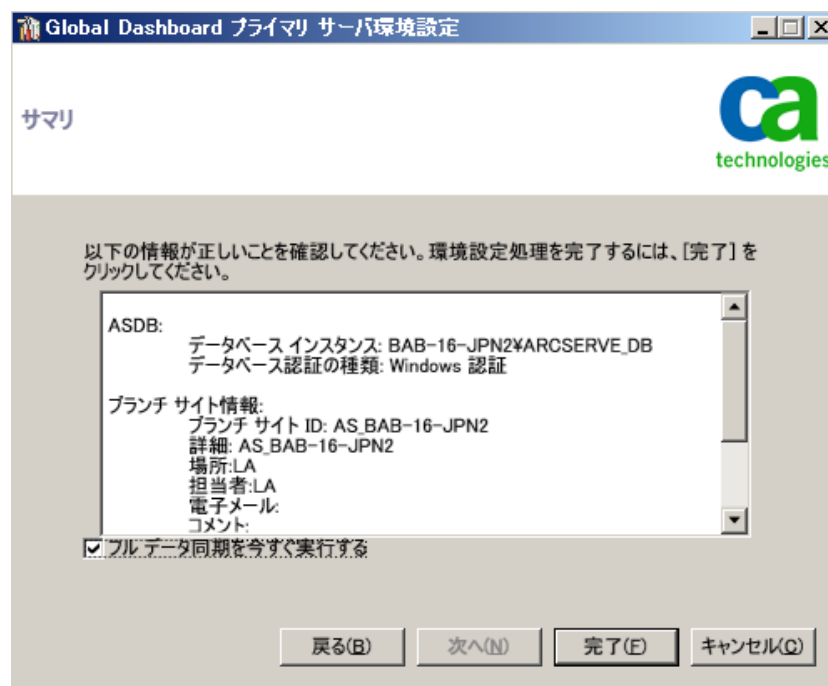 Global Dashboard プライマリ サーバ環境設定
サマリ
ca
technologies
以下の情報が正しいことを確認してください。環境設定処理を完了するには、[完了] を
クリックしてください。
ASDB:
データベース インスタンス: BAB-16-JPN2¥ARCSERVE_DB
データベース認証の種類: Windows 認証
ブランチ サイト情報:
ブランチ サイト ID: AS_BAB-16-JPN2
詳細: AS_BAB-16-JPN2
場所:LA
担当者:LA
電子メール:
コメント:
フル データ同期を今すぐ実行する
戻る(B)
次へ(N)
完了(F)
キャンセル(C)